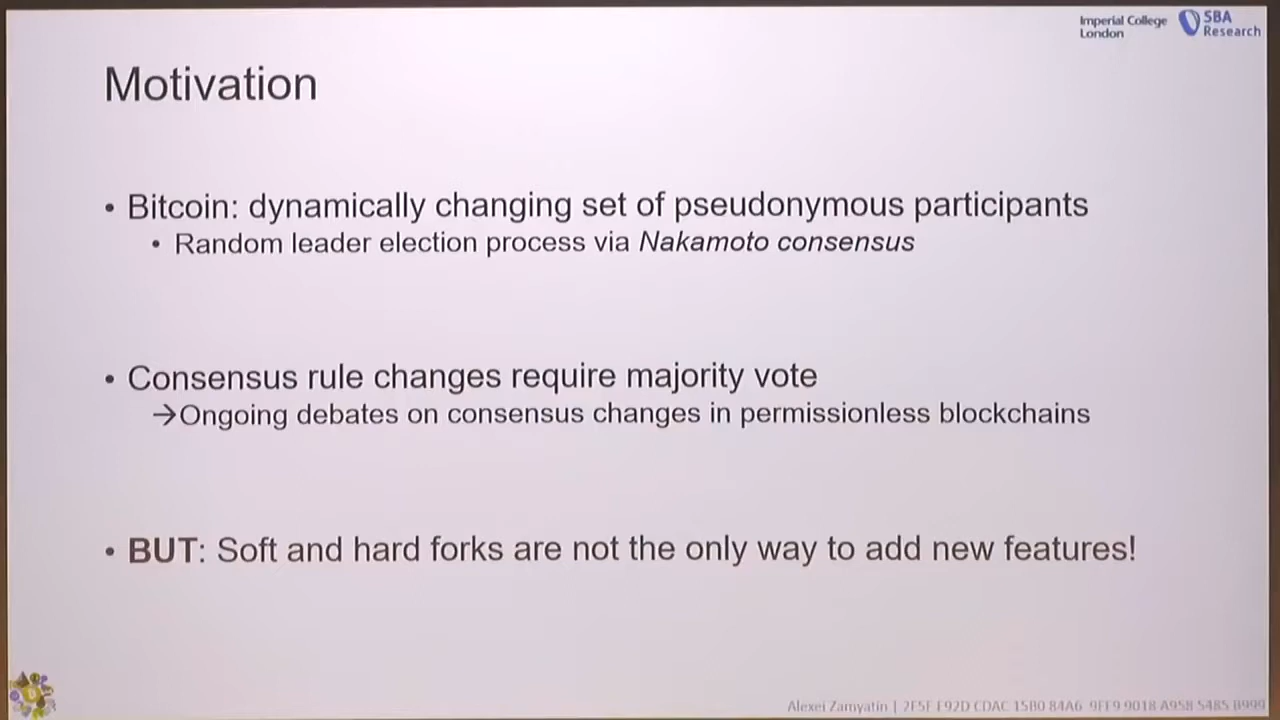 Imperial College
London
SBA
Research
Motivation
• Bitcoin: dynamically changing set of pseudonymous participants
• Random leader election process via Nakamoto consensus
• Consensus rule changes require majority vote
→Ongoing debates on consensus changes in permissionless blockchains
• BUT: Soft and hard forks are not the only way to add new features!
Alexei Zamyatin | 2F5F F92D CDAC 15B0 84A6 9FF9 9018 A958 5485 B999